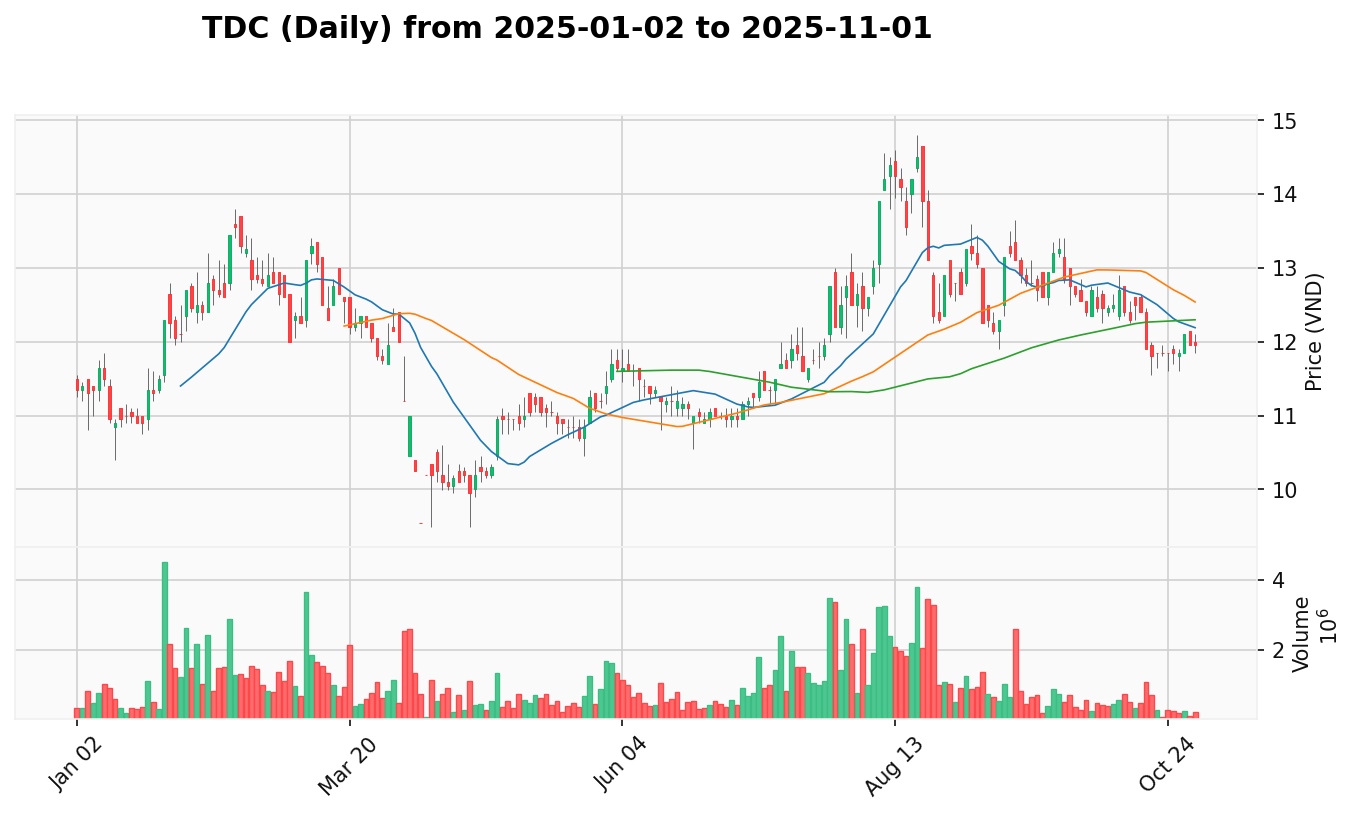 TDC (Daily) from 2025-01-02 to 2025-11-01
15
14
13
12
11
10
Price (VND)
4
2
Volume
10⁶
Jan 02
Mar 20
Jun 04
Aug 13
Oct 24